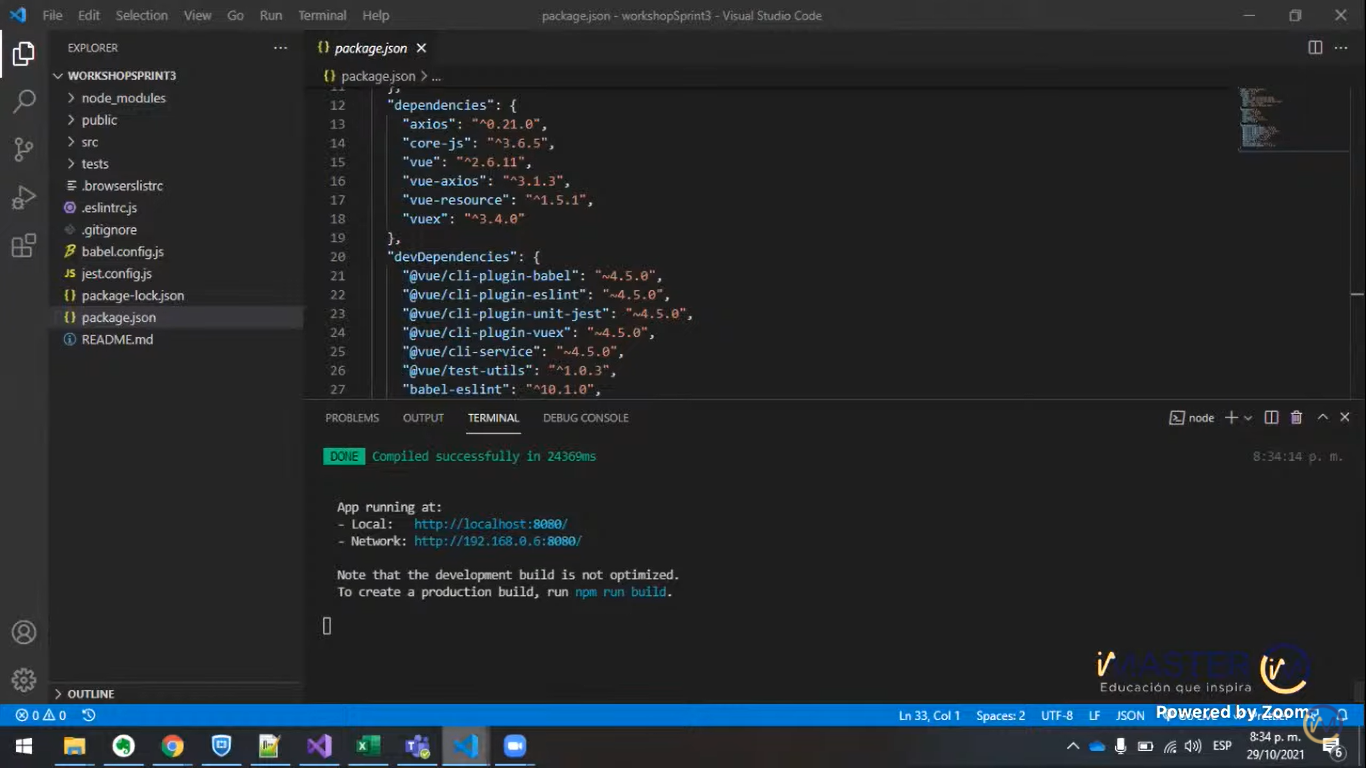 File Edit Selection View Go Run Terminal Help package.json - workshopSprint3 - Visual Studio Code
EXPLORER
WORKSHOPSPRINT3
node_modules
public
src
tests
.browserslistrc
.eslintrc.js
.gitignore
babel.config.js
jest.config.js
package-lock.json
package.json
README.md
OUTLINE
{} package.json
{} package.json > ...
11 },
12 "dependencies": {
13 "axios": "^0.21.0",
14 "core-js": "^3.6.5",
15 "vue": "^2.6.11",
16 "vue-axios": "^3.1.3",
17 "vue-resource": "^1.5.1",
18 "vuex": "^3.4.0"
19 },
20 "devDependencies": {
21 "@vue/cli-plugin-babel": "~4.5.0",
22 "@vue/cli-plugin-eslint": "~4.5.0",
23 "@vue/cli-plugin-unit-jest": "~4.5.0",
24 "@vue/cli-plugin-vuex": "~4.5.0",
25 "@vue/cli-service": "~4.5.0",
26 "@vue/test-utils": "^1.0.3",
27 "babel-eslint": "^10.1.0",
PROBLEMS OUTPUT TERMINAL DEBUG CONSOLE node
DONE Compiled successfully in 24369ms 8:34:14 p. m.
App running at:
- Local: http://localhost:8080/
- Network: http://192.168.0.6:8080/
Note that the development build is not optimized.
To create a production build, run npm run build.
iMASTER
Educación que inspira
0 0 Ln 33, Col 1 Spaces: 2 UTF-8 LF JSON
Powered by Zoom
ESP 8:34 p. m.
29/10/2021
6